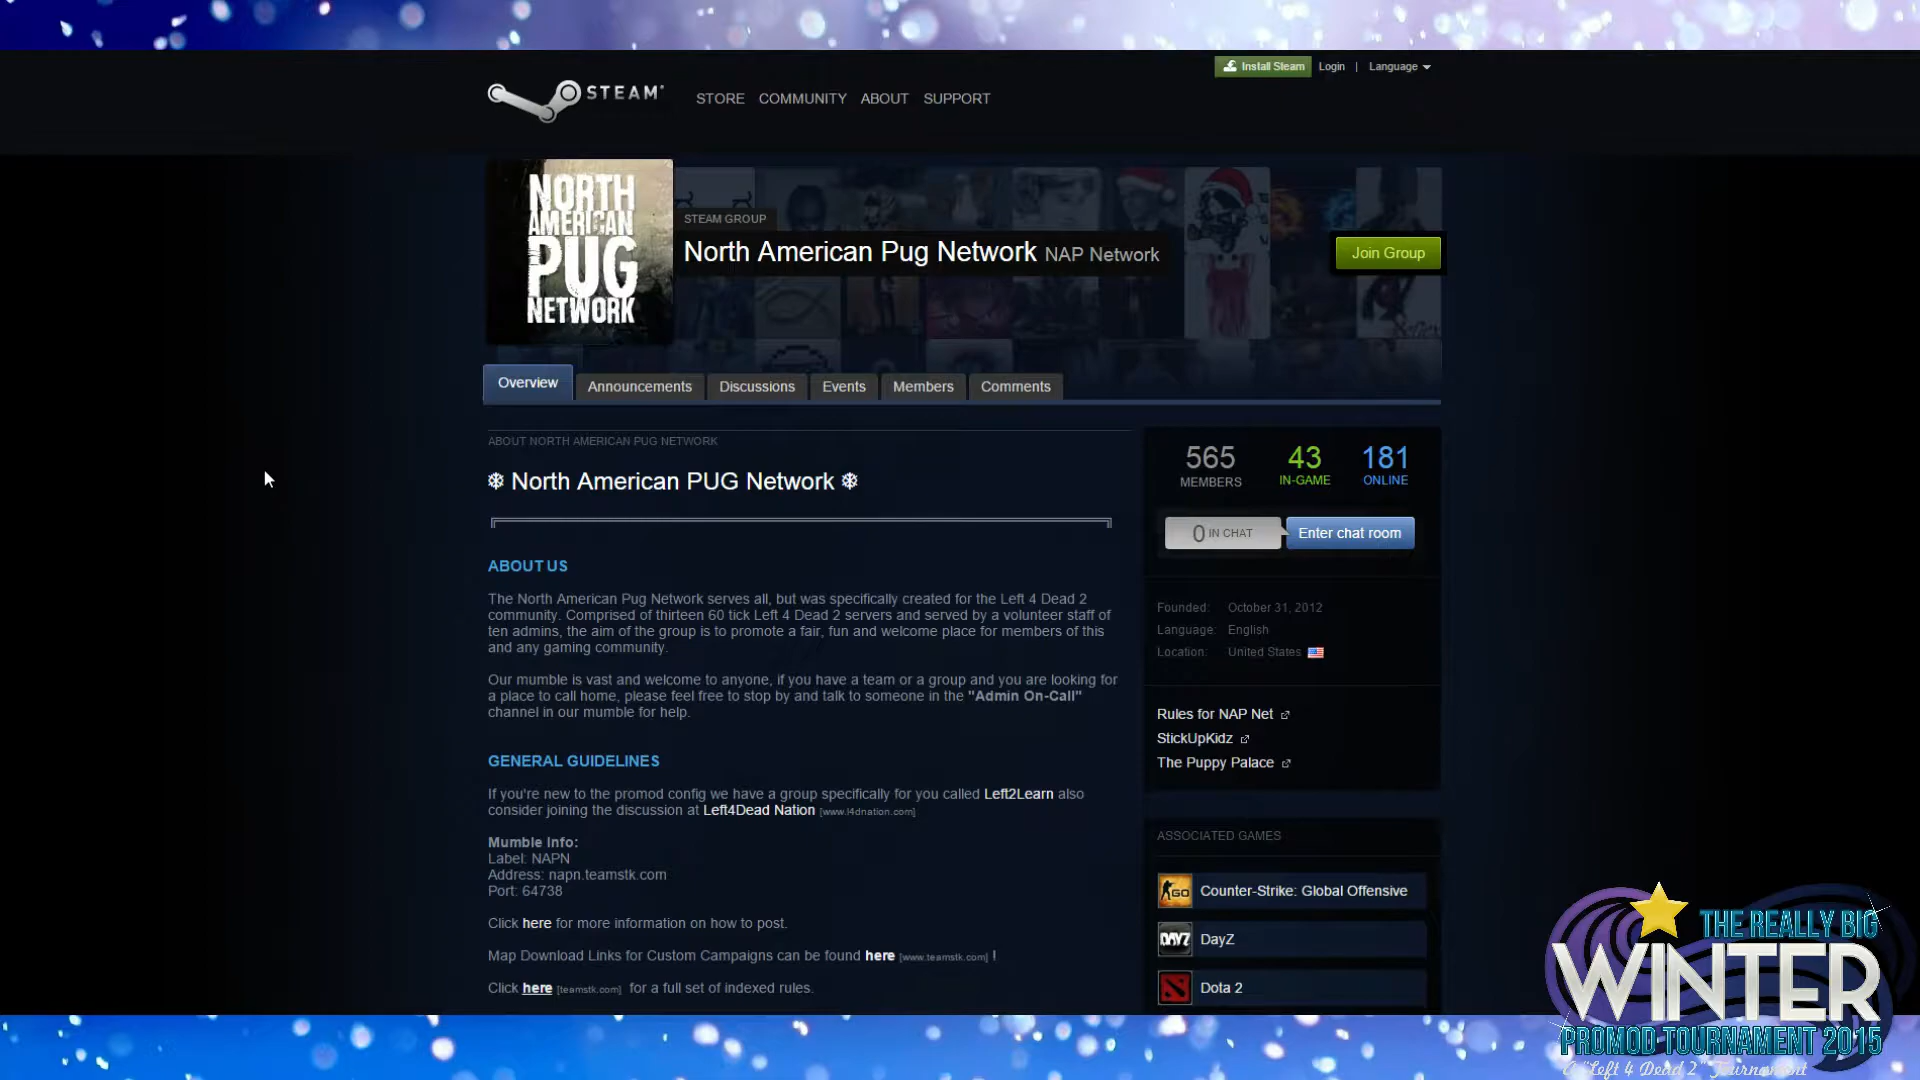 Install Steam Login | Language
STEAM® STORE COMMUNITY ABOUT SUPPORT
NORTH
AMERICAN
PUG
NETWORK
STEAM GROUP
North American Pug Network NAP Network
Join Group
Overview Announcements Discussions Events Members Comments
ABOUT NORTH AMERICAN PUG NETWORK
❄ North American PUG Network ❄
ABOUT US
The North American Pug Network serves all, but was specifically created for the Left 4 Dead 2
community. Comprised of thirteen 60 tick Left 4 Dead 2 servers and served by a volunteer staff of
ten admins, the aim of the group is to promote a fair, fun and welcome place for members of this
and any gaming community.
Our mumble is vast and welcome to anyone, if you have a team or a group and you are looking for
a place to call home, please feel free to stop by and talk to someone in the "Admin On-Call"
channel in our mumble for help.
GENERAL GUIDELINES
If you're new to the promod config we have a group specifically for you called Left2Learn also
consider joining the discussion at Left4Dead Nation [www.l4dnation.com]
Mumble Info:
Label: NAPN
Address: napn.teamstk.com
Port: 64738
Click here for more information on how to post.
Map Download Links for Custom Campaigns can be found here [www.teamstk.com] !
Click here [teamstk.com] for a full set of indexed rules.
565 43 181
MEMBERS IN-GAME ONLINE
0 IN CHAT Enter chat room
Founded: October 31, 2012
Language: English
Location: United States
Rules for NAP Net
StickUpKidz
The Puppy Palace
ASSOCIATED GAMES
GO Counter-Strike: Global Offensive
DAYZ DayZ
Dota 2
THE REALLY BIG
WINTER
PROMOD TOURNAMENT 2015
A "Left 4 Dead 2" Tournament